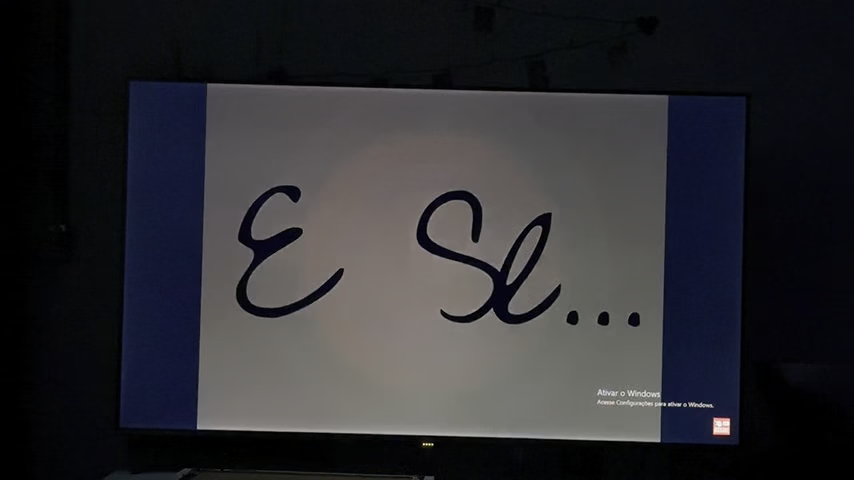 E Se...
Ativar o Windows
Acesse Configurações para ativar o Windows.